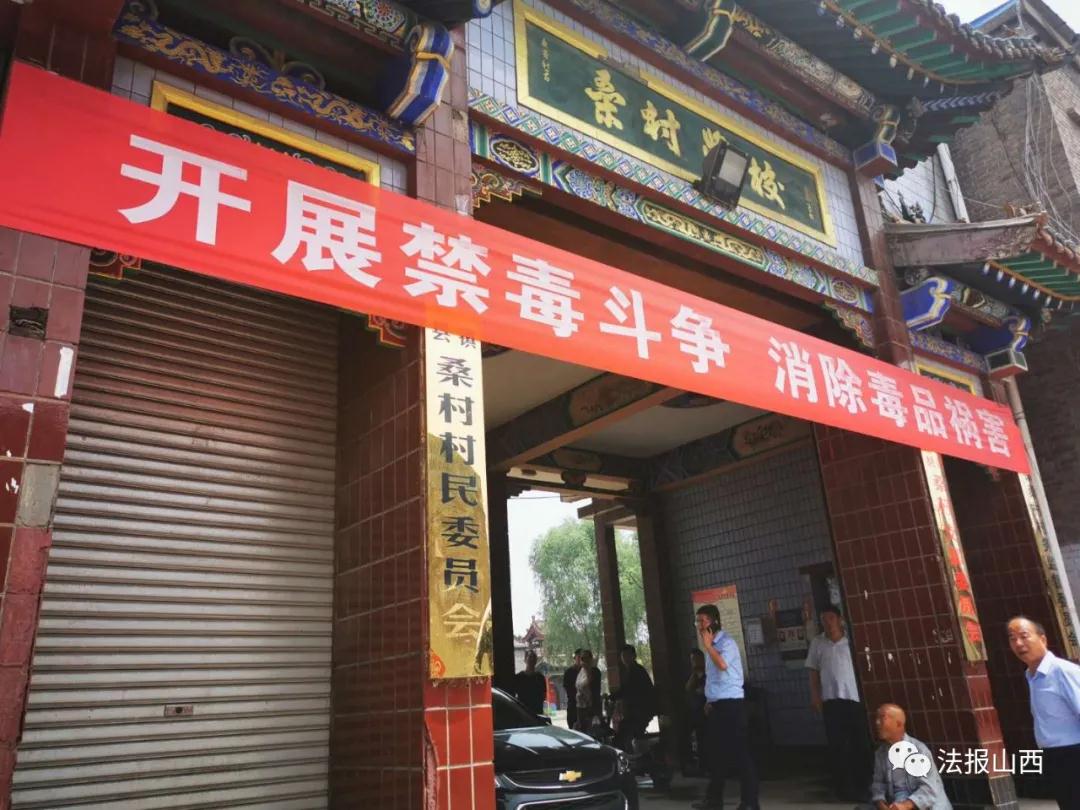 桑村学校
开展禁毒斗争 消除毒品祸害
镇
桑村村民委员会
法报山西